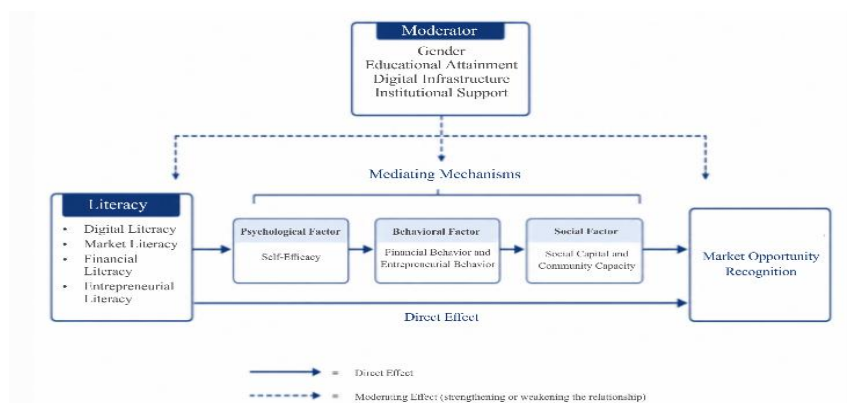 Moderator
Gender
Educational Attainment
Digital Infrastructure
Institutional Support
Mediating Mechanisms
Literacy
• Digital Literacy
• Market Literacy
• Financial
Literacy
• Entrepreneurial
Literacy
Psychological Factor
Self-Efficacy
Behavioral Factor
Financial Behavior and
Entrepreneurial Behavior
Social Factor
Social Capital and
Community Capacity
Market Opportunity
Recognition
Direct Effect
= Direct Effect
= Moderating Effect (strengthening or weakening the relationship)